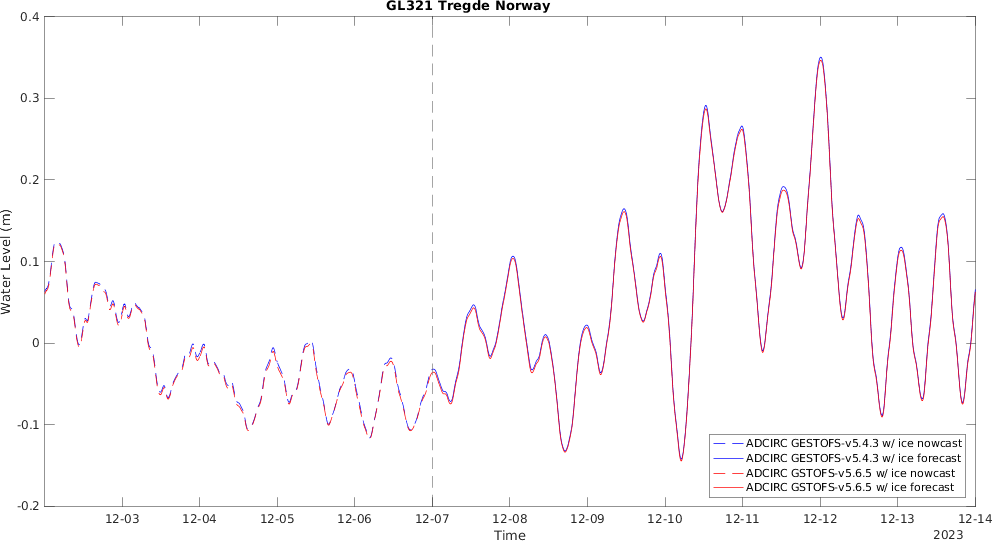 GL321 Tregde Norway
0.4
0.3
0.2
0.1
0
-0.1
-0.2
Water Level (m)
12-03 12-04 12-05 12-06 12-07 12-08 12-09 12-10 12-11 12-12 12-13 12-14
Time
2023
ADCIRC GESTOFS-v5.4.3 w/ ice nowcast
ADCIRC GESTOFS-v5.4.3 w/ ice forecast
ADCIRC GSTOFS-v5.6.5 w/ ice nowcast
ADCIRC GSTOFS-v5.6.5 w/ ice forecast